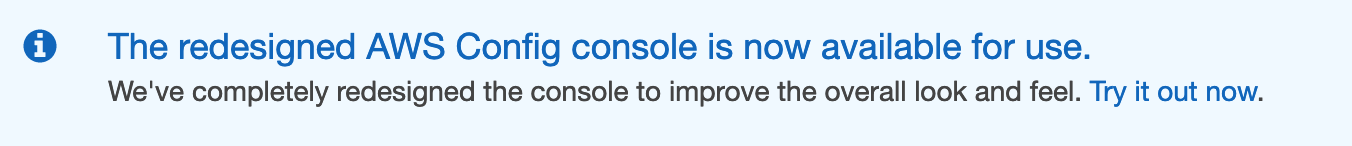 The redesigned AWS Config console is now available for use.
We've completely redesigned the console to improve the overall look and feel. Try it out now.